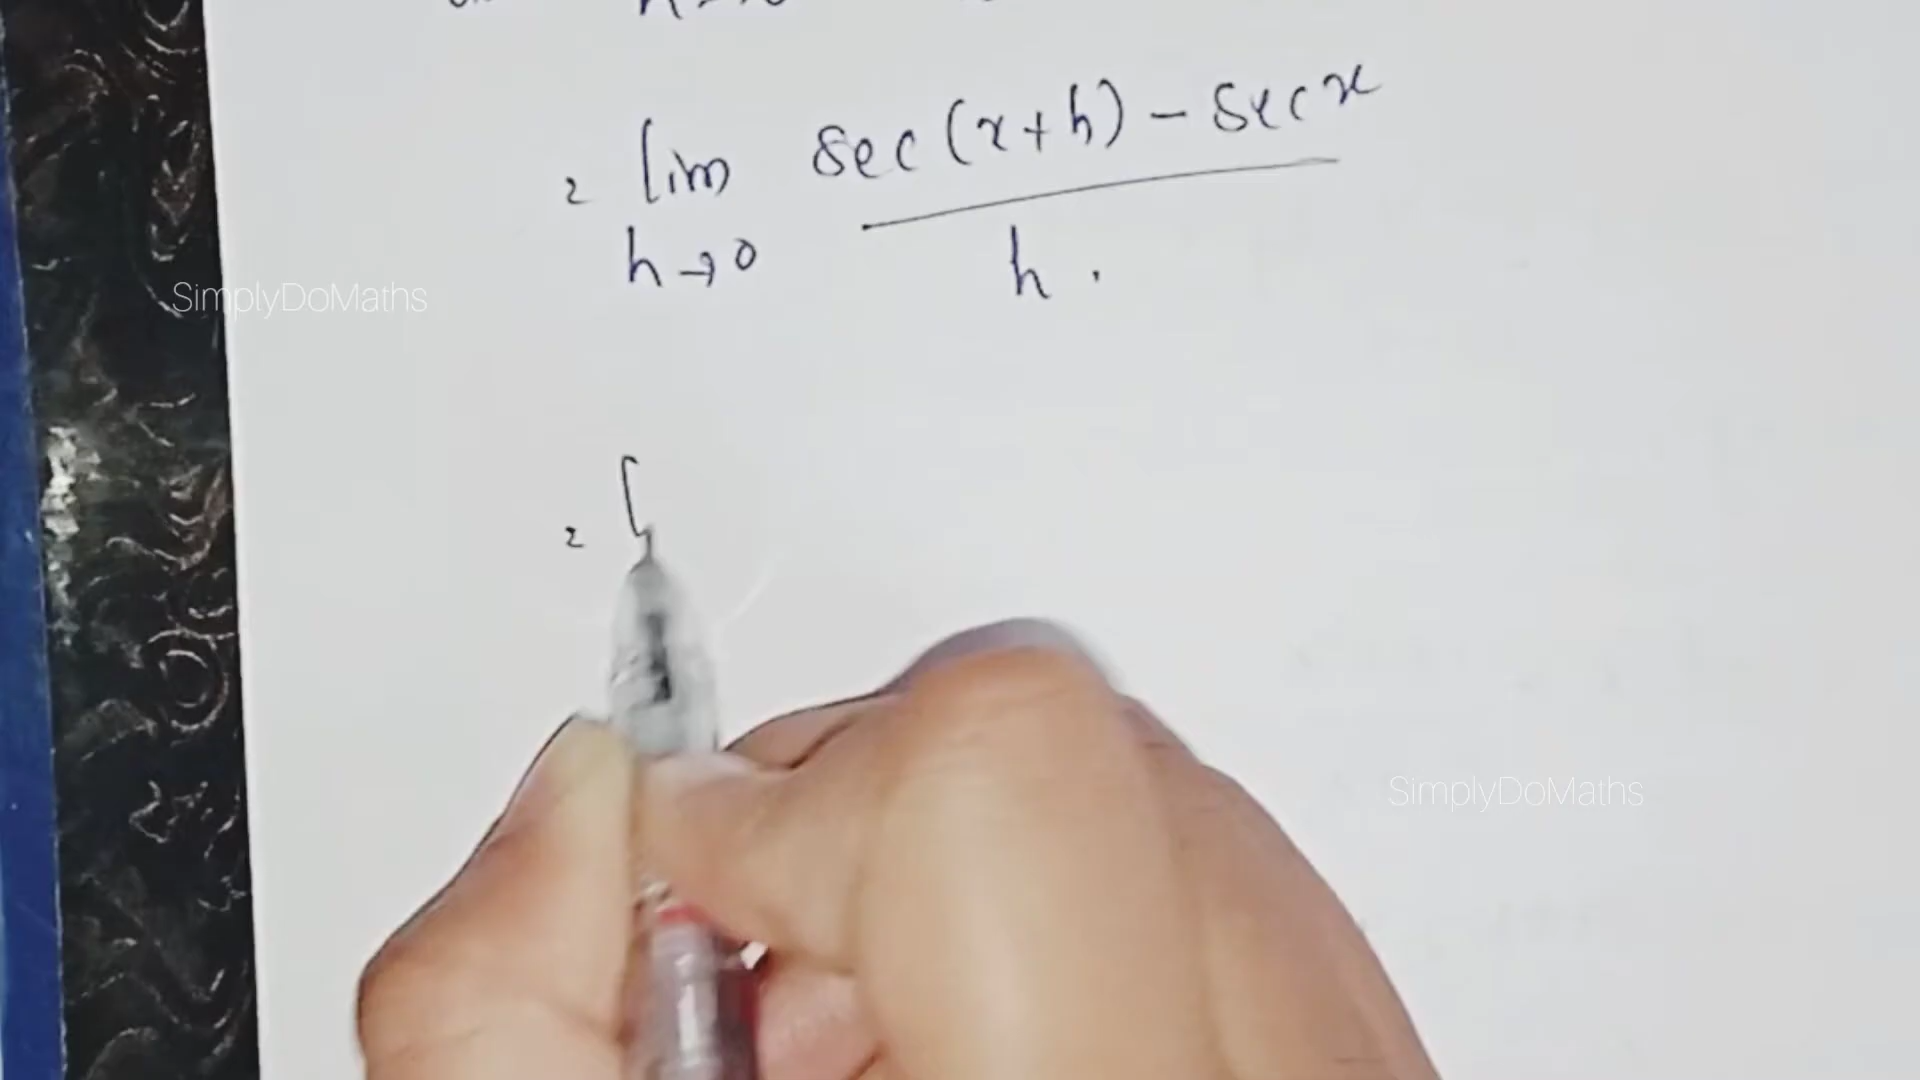 = lim sec(x+h) - sec x
h→0 h.
SimplyDoMaths
=
SimplyDoMaths